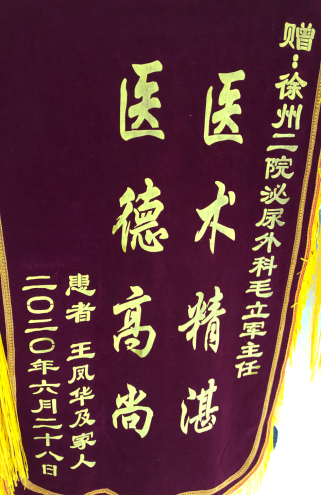 赠：徐州二院泌尿外科毛立军主任
医术精湛
医德高尚
患者 王凤华及家人
二〇二〇年六月二十八日